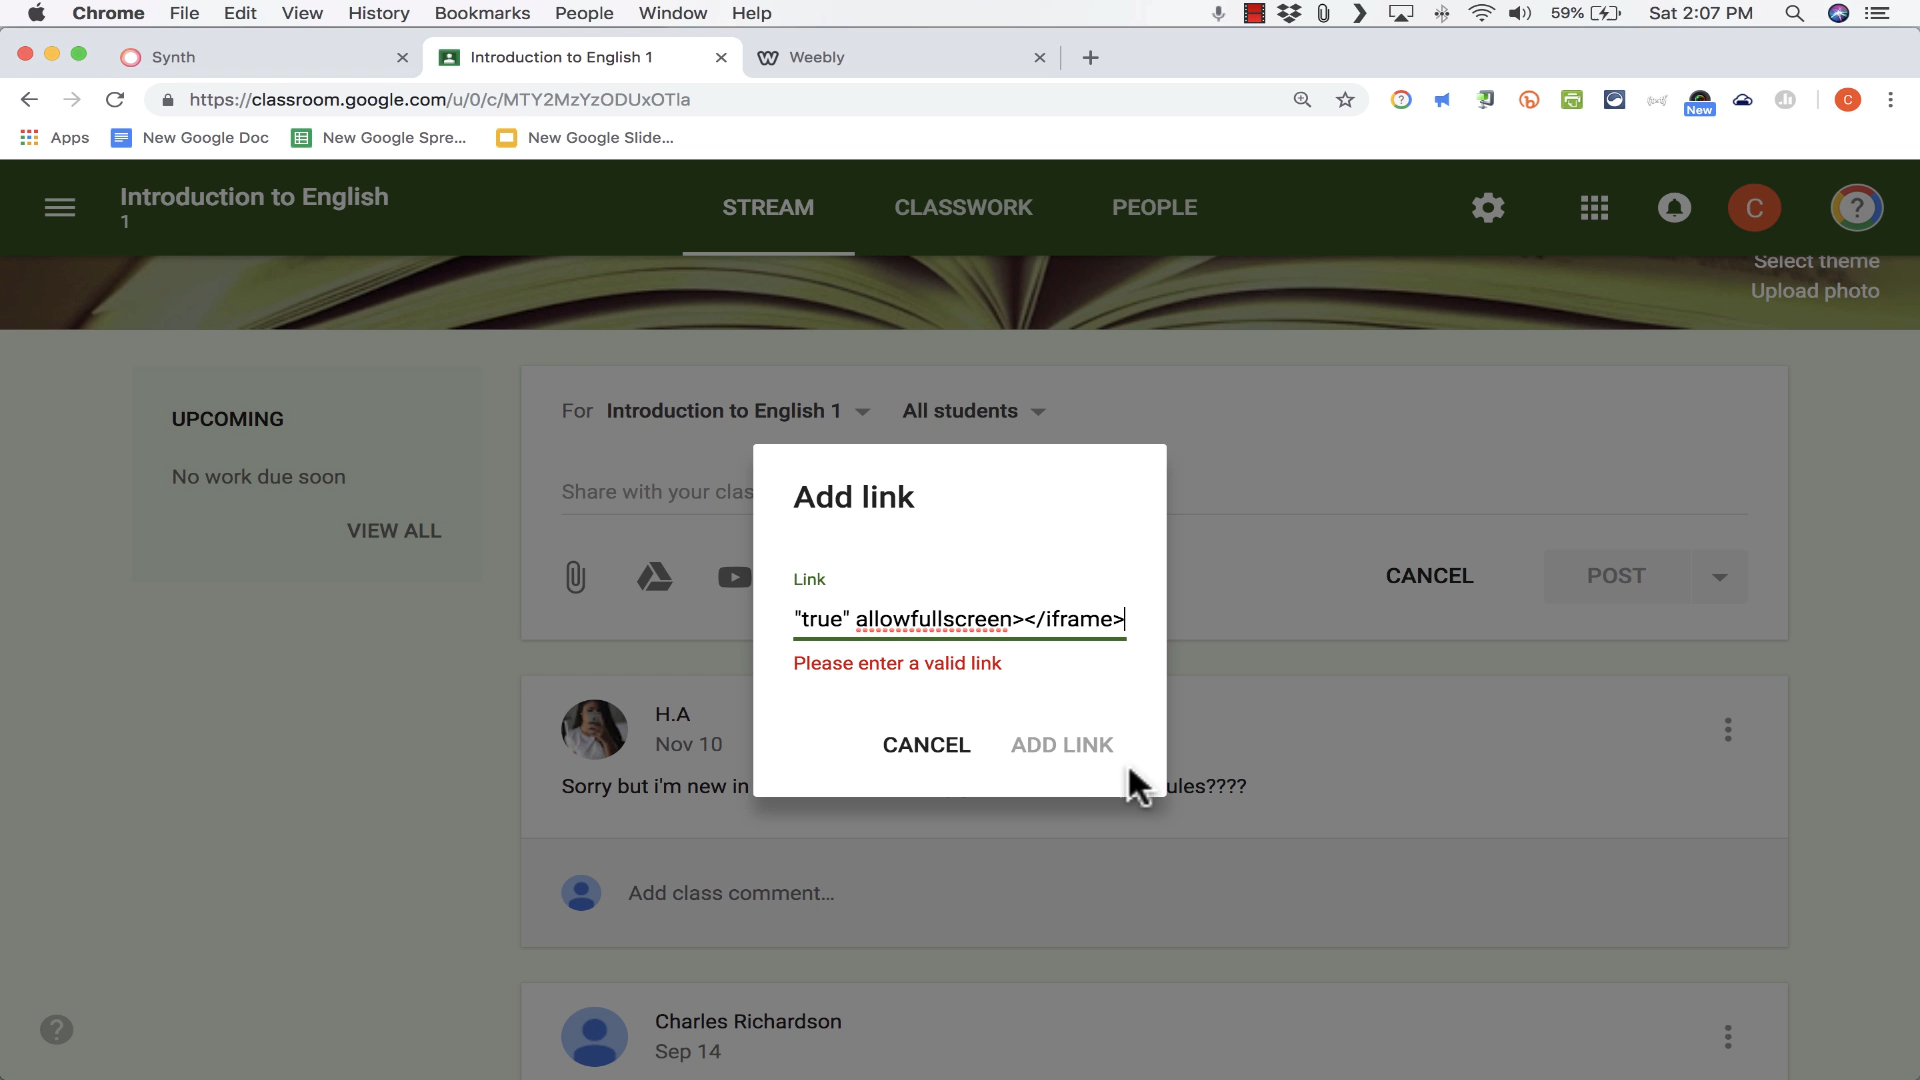 Chrome File Edit View History Bookmarks People Window Help 59% Sat 2:07 PM
Synth Introduction to English 1 Weebly
https://classroom.google.com/u/0/c/MTY2MzYzODUxOTla New C
Apps New Google Doc New Google Spre... New Google Slide...
Introduction to English
1
STREAM CLASSWORK PEOPLE C
Select theme
Upload photo
UPCOMING
No work due soon
VIEW ALL
For Introduction to English 1 All students
Share with your clas
CANCEL POST
Add link
Link
"true" allowfullscreen></iframe>
Please enter a valid link
CANCEL ADD LINK
H.A
Nov 10
Sorry but i'm new in ules????
Add class comment...
Charles Richardson
Sep 14